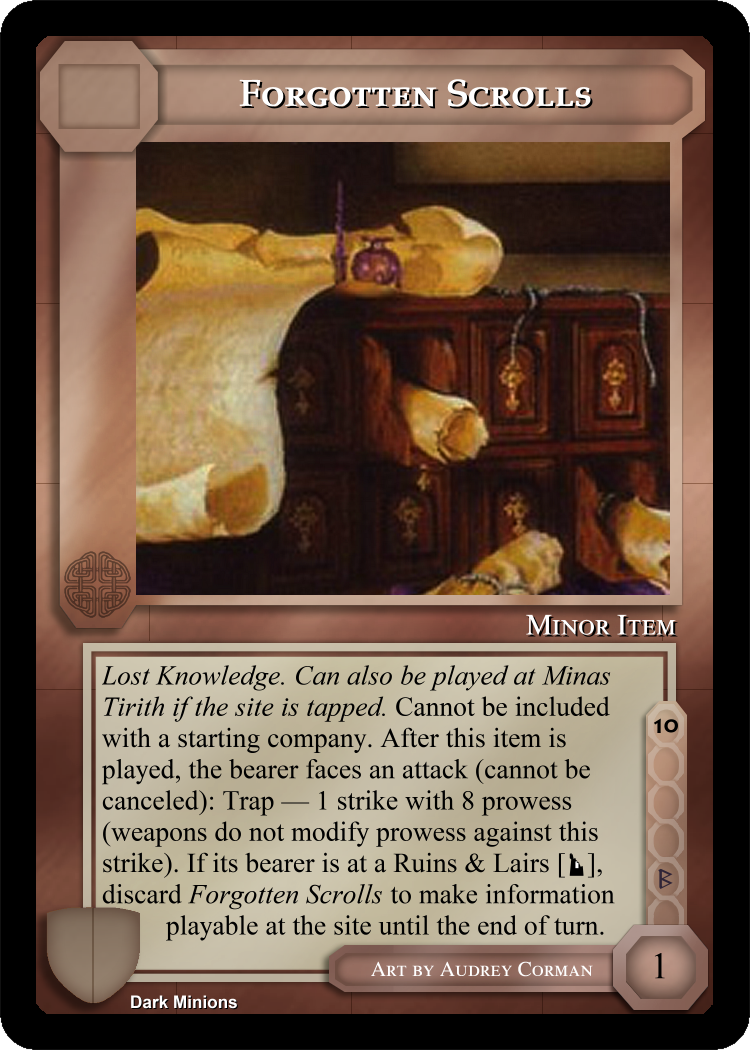 Forgotten Scrolls
Minor Item
Lost Knowledge. Can also be played at Minas
Tirith if the site is tapped. Cannot be included
with a starting company. After this item is
played, the bearer faces an attack (cannot be
canceled): Trap — 1 strike with 8 prowess
(weapons do not modify prowess against this
strike). If its bearer is at a Ruins & Lairs [], 
discard Forgotten Scrolls to make information
playable at the site until the end of turn.
10
ᛒ
Art by Audrey Corman
1
Dark Minions